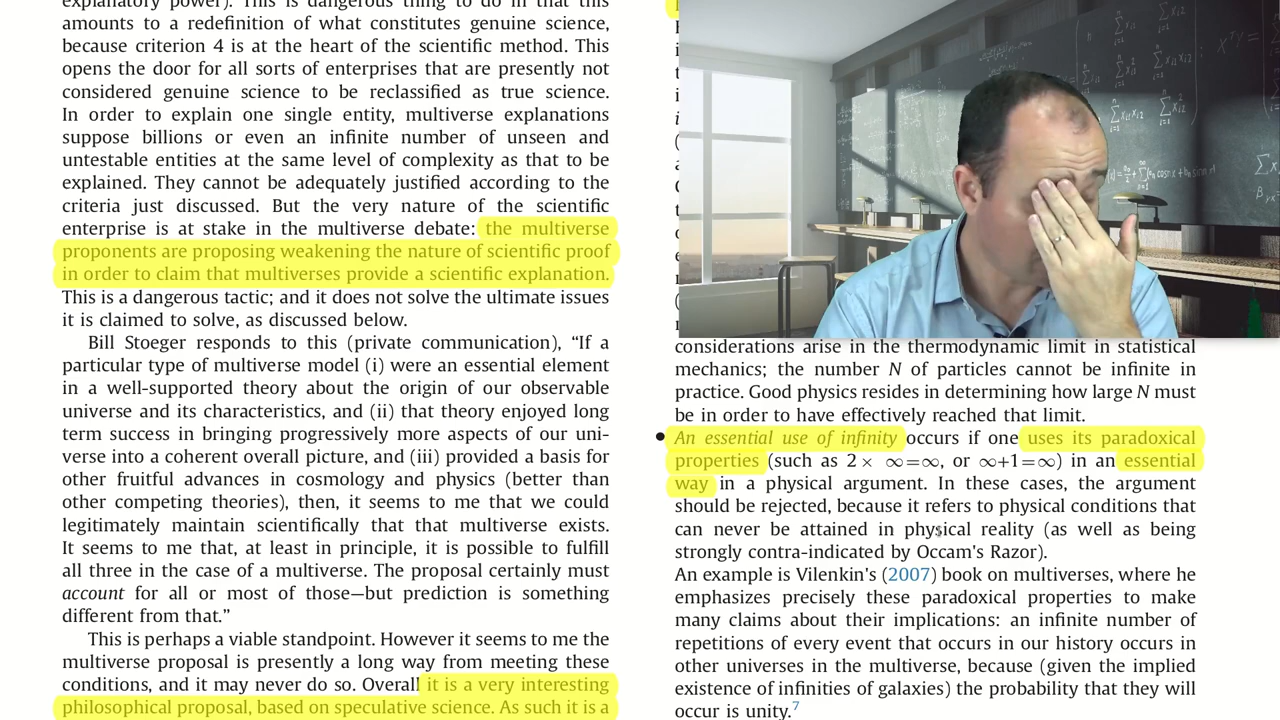 explanatory power). This is dangerous thing to do in that this
amounts to a redefinition of what constitutes genuine science,
because criterion 4 is at the heart of the scientific method. This
opens the door for all sorts of enterprises that are presently not
considered genuine science to be reclassified as true science.
In order to explain one single entity, multiverse explanations
suppose billions or even an infinite number of unseen and
untestable entities at the same level of complexity as that to be
explained. They cannot be adequately justified according to the
criteria just discussed. But the very nature of the scientific
enterprise is at stake in the multiverse debate: the multiverse
proponents are proposing weakening the nature of scientific proof
in order to claim that multiverses provide a scientific explanation.
This is a dangerous tactic; and it does not solve the ultimate issues
it is claimed to solve, as discussed below.
Bill Stoeger responds to this (private communication), “If a
particular type of multiverse model (i) were an essential element
in a well-supported theory about the origin of our observable
universe and its characteristics, and (ii) that theory enjoyed long
term success in bringing progressively more aspects of our uni-
verse into a coherent overall picture, and (iii) provided a basis for
other fruitful advances in cosmology and physics (better than
other competing theories), then, it seems to me that we could
legitimately maintain scientifically that that multiverse exists.
It seems to me that, at least in principle, it is possible to fulfill
all three in the case of a multiverse. The proposal certainly must
account for all or most of those—but prediction is something
different from that.”
This is perhaps a viable standpoint. However it seems to me the
multiverse proposal is presently a long way from meeting these
conditions, and it may never do so. Overall it is a very interesting
philosophical proposal, based on speculative science. As such it is a
considerations arise in the thermodynamic limit in statistical
mechanics; the number N of particles cannot be infinite in
practice. Good physics resides in determining how large N must
be in order to have effectively reached that limit.
• An essential use of infinity occurs if one uses its paradoxical
properties (such as 2 × ∞=∞, or ∞+1=∞) in an essential
way in a physical argument. In these cases, the argument
should be rejected, because it refers to physical conditions that
can never be attained in physical reality (as well as being
strongly contra-indicated by Occam's Razor).
An example is Vilenkin's (2007) book on multiverses, where he
emphasizes precisely these paradoxical properties to make
many claims about their implications: an infinite number of
repetitions of every event that occurs in our history occurs in
other universes in the multiverse, because (given the implied
existence of infinities of galaxies) the probability that they will
occur is unity.7